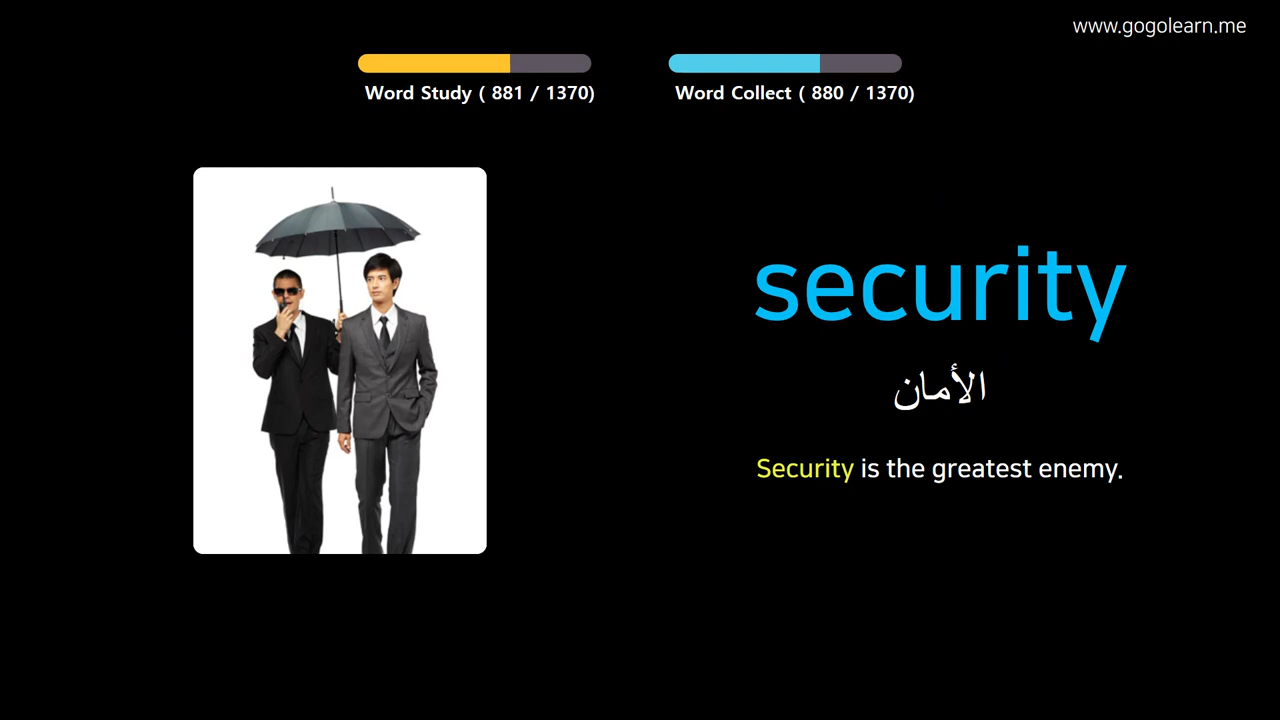 www.gogolearn.me
Word Study ( 881 / 1370)
Word Collect ( 880 / 1370)
security
الأمان
Security is the greatest enemy.